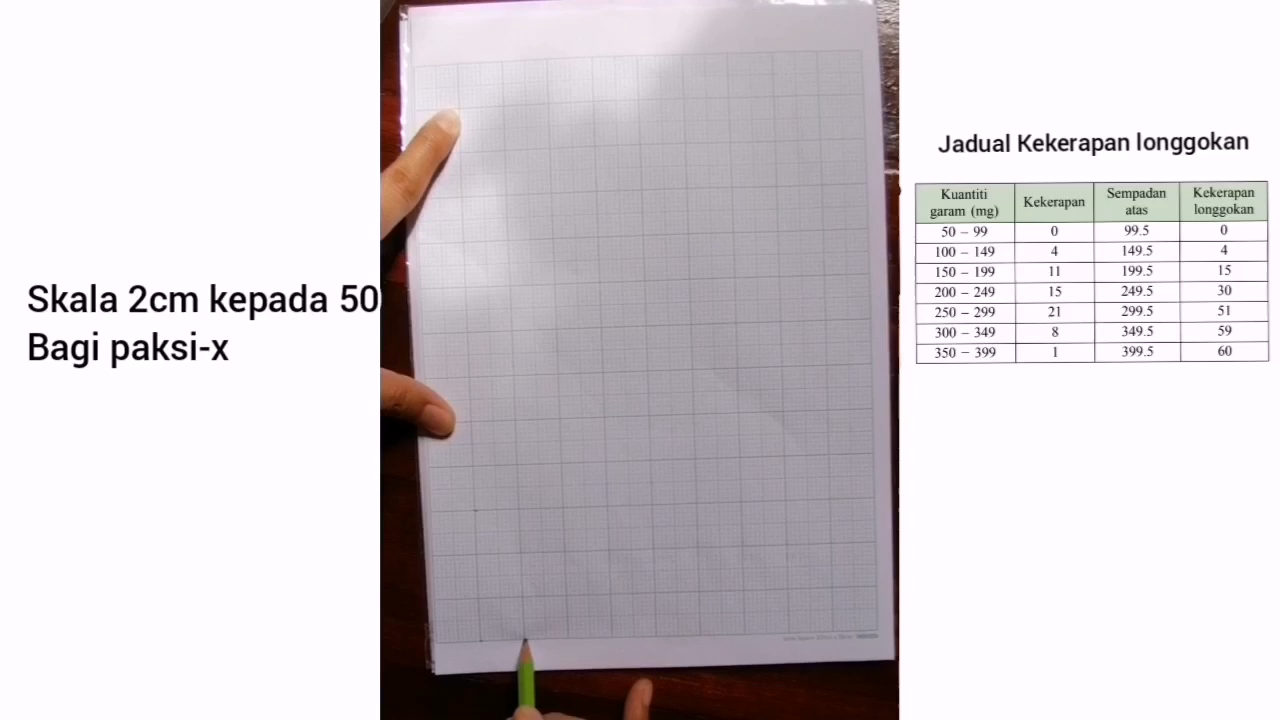 Skala 2cm kepada 50
Bagi paksi-x
Jadual Kekerapan longgokan
Kuantiti garam (mg) Kekerapan Sempadan atas Kekerapan longgokan
50 – 99 0 99.5 0
100 – 149 4 149.5 4
150 – 199 11 199.5 15
200 – 249 15 249.5 30
250 – 299 21 299.5 51
300 – 349 8 349.5 59
350 – 399 1 399.5 60